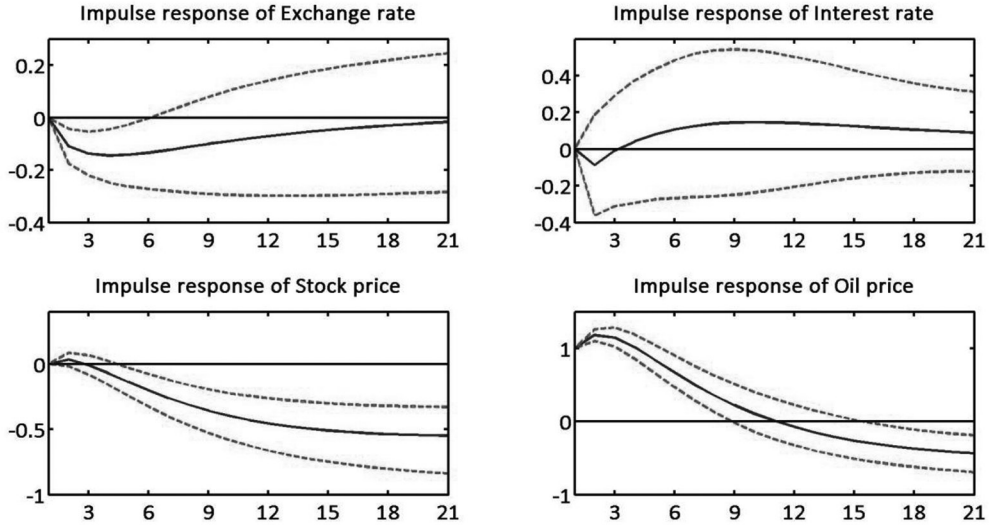 Impulse response of Exchange rate
0.2
0
-0.2
-0.4
3 6 9 12 15 18 21
Impulse response of Interest rate
0.4
0.2
0
-0.2
-0.4
3 6 9 12 15 18 21
Impulse response of Stock price
0
-0.5
-1
3 6 9 12 15 18 21
Impulse response of Oil price
1
0
-1
3 6 9 12 15 18 21